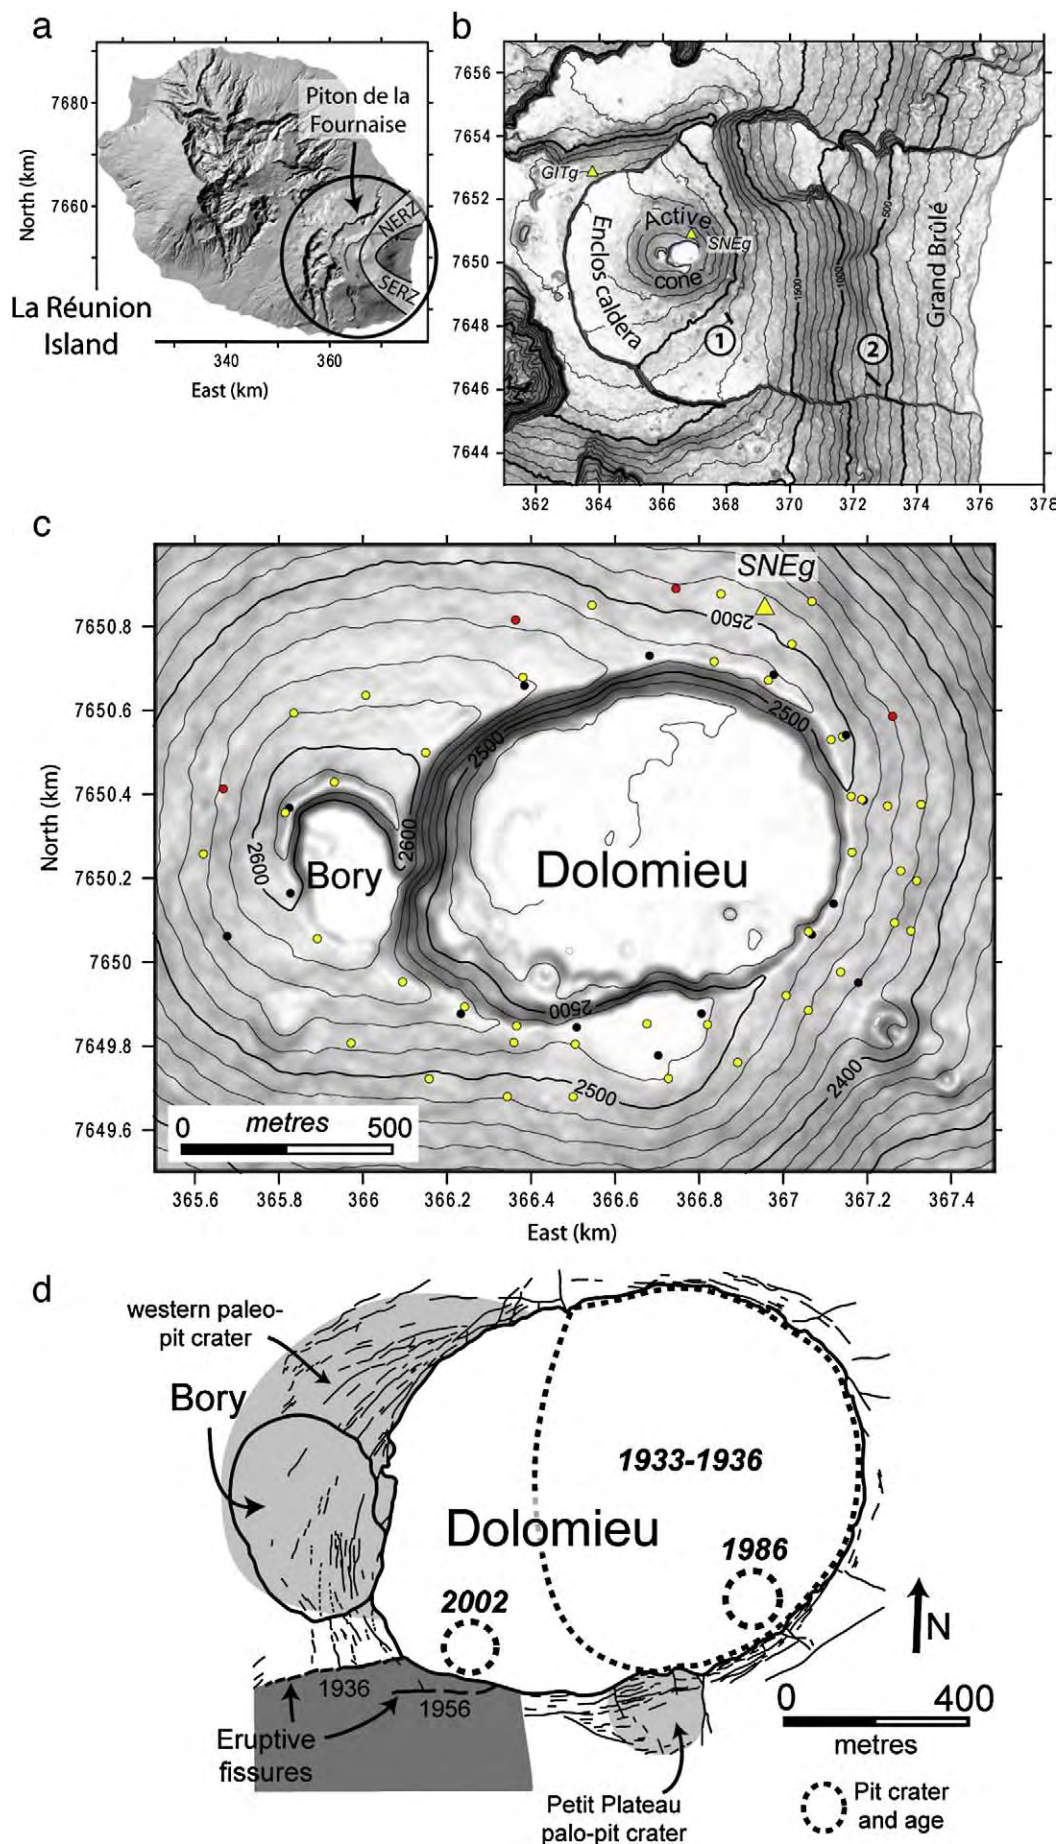 a
7680
7660
North (km)
Piton de la
Fournaise
NERZ
SERZ
La Réunion
Island
340
360
East (km)
b
7656
7654
7652
7650
7648
7646
7644
GITg
Active
SNEg
cone
Enclos caldera
1
2
500
1000
1500
Grand Brûlé
362
364
366
368
370
372
374
376
378
c
SNEg
7650.8
7650.6
7650.4
7650.2
7650
7649.8
7649.6
North (km)
2500
2500
2500
2600
2600
Bory
Dolomieu
2500
2500
2400
0
metres
500
365.6
365.8
366
366.2
366.4
366.6
366.8
367
367.2
367.4
East (km)
d
western paleo-
pit crater
Bory
1933-1936
Dolomieu
1986
2002
N
1936
1956
Eruptive
fissures
0
400
metres
Petit Plateau
palo-pit crater
Pit crater
and age